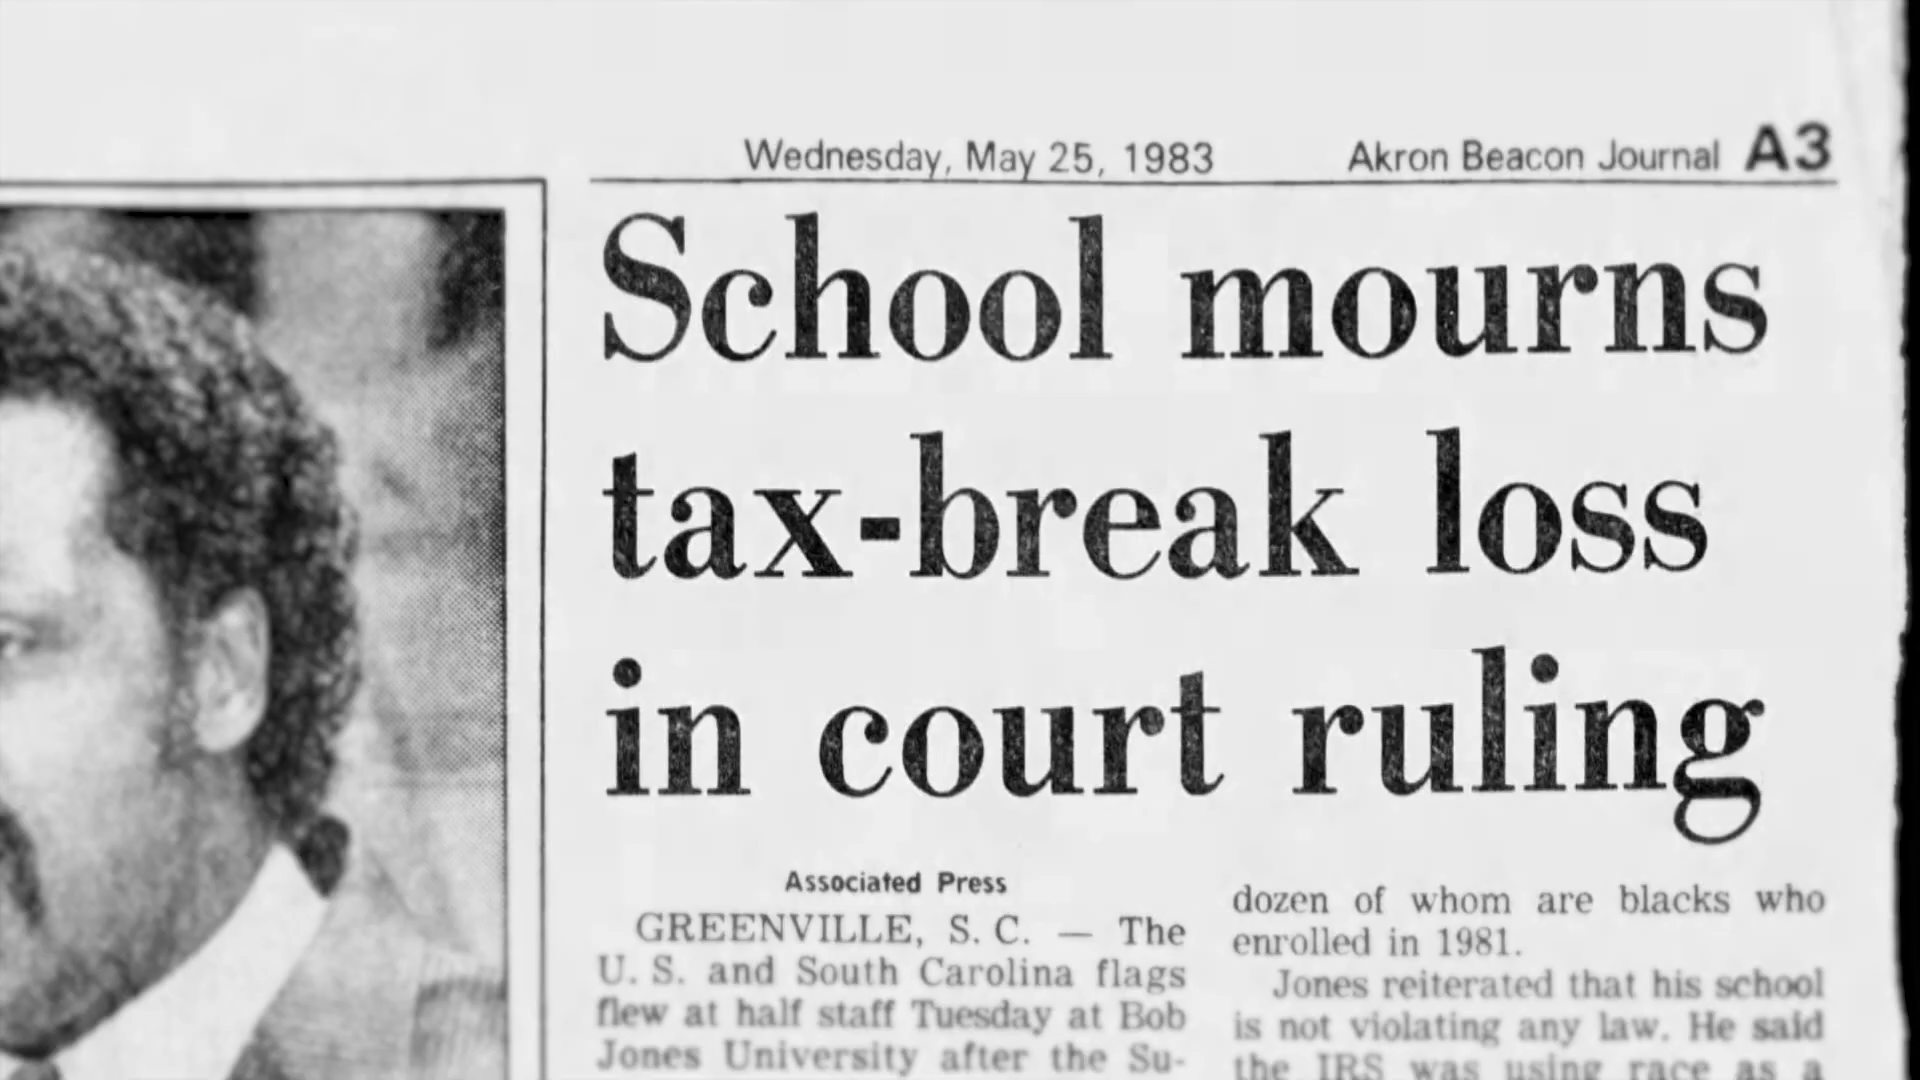 Wednesday, May 25, 1983 Akron Beacon Journal A3
School mourns
tax-break loss
in court ruling
Associated Press
GREENVILLE, S. C. — The
U. S. and South Carolina flags
flew at half staff Tuesday at Bob
Jones University after the Su-
dozen of whom are blacks who
enrolled in 1981.
Jones reiterated that his school
is not violating any law. He said
the IRS was using race as a